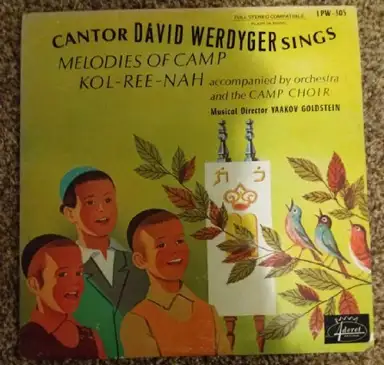 FULL STEREO COMPATIBLE
LPW-505
CANTOR DAVID WERDYGER SINGS
MELODIES OF CAMP
KOL-REE-NAH accompanied by orchestra
and the CAMP CHOIR
Musical Director YAAKOV GOLDSTEIN
כ ת
Aderet